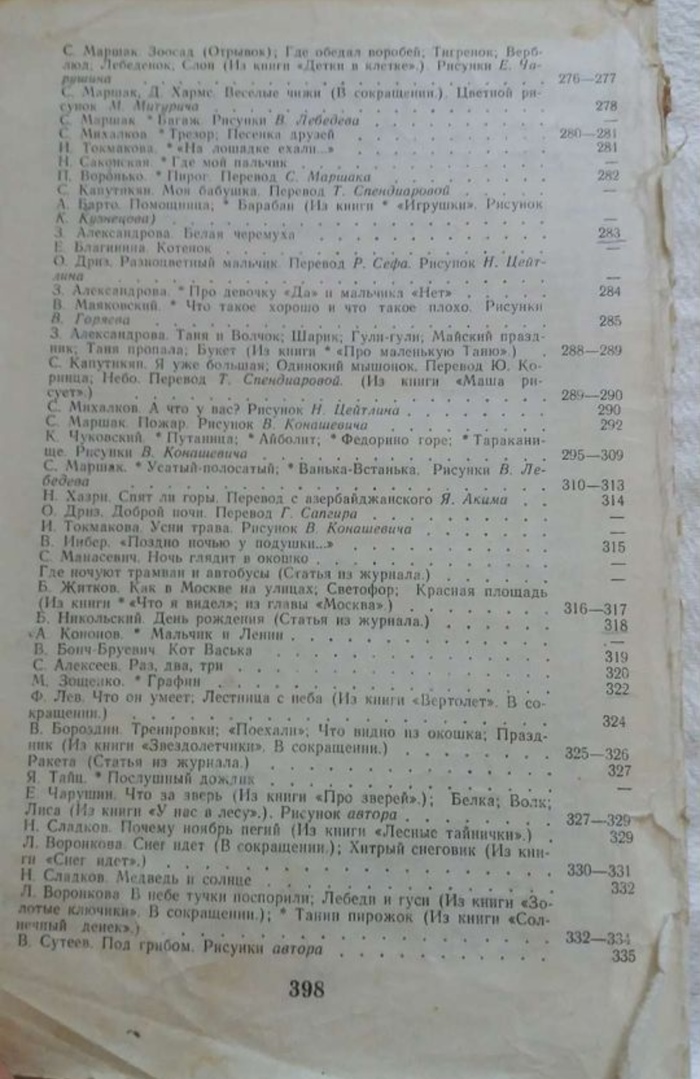 С. Маршак. Зоосад (Отрывок); Где обедал воробей; Тигренок; Верб-
люд; Лебеденок, Слон (Из книги «Детки в клетке».). Рисунки Е. Ча-
рушина . . . . . . . . . . . . 276—277
С. Маршак, Д. Хармс. Веселые чижи (В сокращении.). Цветной ри-
сунок М. Митурича . . . . . . . . . . 278
С. Маршак * Багаж. Рисунки В. Лебедева . . . . . . —
С. Михалков * Трезор; Песенка друзей . . . . . . 280—281
И. Токмакова. * «На лошадке ехали...» . . . . . . 281
Н. Саконская * Где мой пальчик . . . . . . . —
П. Воронько. * Пирог. Перевод С. Маршака . . . . . 282
С. Капутикян. Моя бабушка. Перевод Т. Спендиаровой . . . —
А. Барто. Помощница; * Барабан (Из книги * «Игрушки». Рисунок
К. Кузнецова) . . . . . . . . . . . —
З. Александрова. Белая черемуха . . . . . . . 283
Е. Благинина. Котенок . . . . . . . . . —
О. Дриз. Разноцветный мальчик. Перевод Р. Сефа. Рисунок Н. Цейт-
лина . . . . . . . . . . . . . —
З. Александрова. * Про девочку «Да» и мальчика «Нет» . . . . 284
В. Маяковский. * Что такое хорошо и что такое плохо. Рисунки
В. Горяева . . . . . . . . . . . . 285
З. Александрова. Таня и Волчок; Шарик; Гули-гули; Майский празд-
ник; Таня пропала; Букет (Из книги * «Про маленькую Таню») . 288—289
С. Капутикян. Я уже большая; Одинокий мышонок. Перевод Ю. Ко-
ринца; Небо. Перевод Т. Спендиаровой. (Из книги «Маша ри-
сует».) . . . . . . . . . . . . 289—290
С. Михалков. А что у вас? Рисунок Н. Цейтлина . . . . . 290
С. Маршак. Пожар. Рисунок В. Конашевича . . . . . . 292
К. Чуковский. * Путаница; * Айболит; * Федорино горе; * Таракани-
ще. Рисунки В. Конашевича . . . . . . . . 295—309
С. Маршак. * Усатый-полосатый; * Ванька-Встанька. Рисунки В. Ле-
бедева . . . . . . . . . . . . 310—313
Н. Хазри. Спят ли горы. Перевод с азербайджанского Я. Акима . . 314
О. Дриз. Доброй ночи. Перевод Г. Сапгира . . . . . . —
И. Токмакова. Усни трава. Рисунок В. Конашевича . . . . —
В. Инбер. «Поздно ночью у подушки...» . . . . . . 315
С. Манасевич. Ночь глядит в окошко . . . . . . . —
Где ночуют трамваи и автобусы (Статья из журнала.) . . . . —
Б. Житков. Как в Москве на улицах; Светофор; Красная площадь
(Из книги * «Что я видел»; из главы «Москва».) . . . . 316—317
Б. Никольский. День рождения (Статья из журнала.) . . . . 318
А. Кононов. * Мальчик и Ленин . . . . . . . . —
В. Бонч-Бруевич Кот Васька . . . . . . . . 319
С. Алексеев. Раз, два, три . . . . . . . . . 320
М. Зощенко. * Графин . . . . . . . . . . 322
Ф. Лев. Что он умеет; Лестница с неба (Из книги «Вертолет». В со-
кращении.) . . . . . . . . . . . . 324
В. Бороздин. Тренировки; «Поехали»; Что видно из окошка; Празд-
ник (Из книги «Звездолетчики». В сокращении.) . . . . 325—326
Ракета (Статья из журнала.) . . . . . . . . . 327
Я. Тайц. * Послушный дождик . . . . . . . . . —
Е. Чарушин. Что за зверь (Из книги «Про зверей».); Белка; Волк;
Лиса (Из книги «У нас в лесу».). Рисунок автора . . . . 327—329
Н. Сладков. Почему ноябрь пегий (Из книги «Лесные тайнички».) . 329
Л. Воронкова. Снег идет (В сокращении.); Хитрый снеговик (Из кни-
ги «Снег идет».) . . . . . . . . . . 330—331
Н. Сладков. Медведь и солнце . . . . . . . . . 332
Л. Воронкова В небе тучки поспорили; Лебеди и гуси (Из книги «Зо-
лотые ключики». В сокращении.); * Танин пирожок (Из книги «Сол-
нечный денек».) . . . . . . . . . . . 332—334
В. Сутеев. Под грибом. Рисунки автора . . . . . . . 335
398